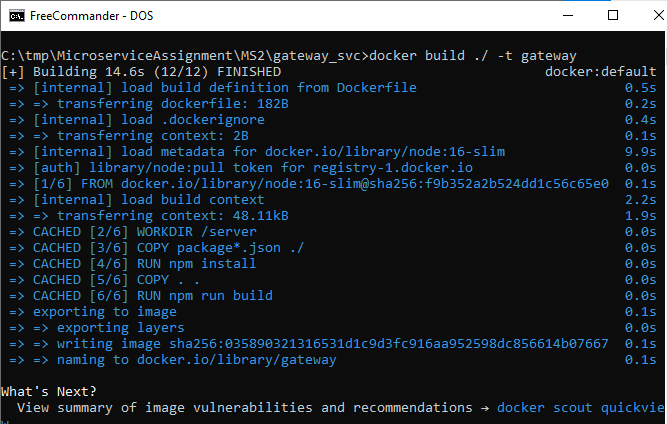 FreeCommander - DOS
C:\tmp\MicroserviceAssignment\MS2\gateway_svc>docker build ./ -t gateway
[+] Building 14.6s (12/12) FINISHED docker:default
=> [internal] load build definition from Dockerfile 0.5s
=> => transferring dockerfile: 182B 0.2s
=> [internal] load .dockerignore 0.4s
=> => transferring context: 2B 0.1s
=> [internal] load metadata for docker.io/library/node:16-slim 9.9s
=> [auth] library/node:pull token for registry-1.docker.io 0.0s
=> [1/6] FROM docker.io/library/node:16-slim@sha256:f9b352a2b524dd1c56c65e0 0.1s
=> [internal] load build context 2.2s
=> => transferring context: 48.11kB 1.9s
=> CACHED [2/6] WORKDIR /server 0.0s
=> CACHED [3/6] COPY package*.json ./ 0.0s
=> CACHED [4/6] RUN npm install 0.0s
=> CACHED [5/6] COPY . . 0.0s
=> CACHED [6/6] RUN npm run build 0.0s
=> exporting to image 0.1s
=> => exporting layers 0.0s
=> => writing image sha256:035890321316531d1c9d3fc916aa952598dc856614b07667 0.1s
=> => naming to docker.io/library/gateway 0.1s
What's Next?
View summary of image vulnerabilities and recommendations → docker scout quickvie